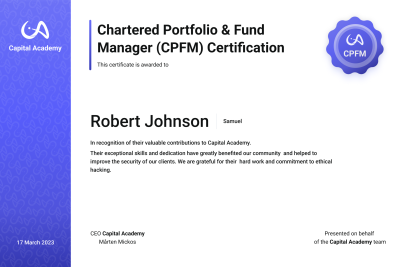 Capital Academy
Chartered Portfolio & Fund
Manager (CPFM) Certification
This certificate is awarded to
CPFM
Robert Johnson
Samuel
In recognition of their valuable contributions to Capital Academy.
Their exceptional skills and dedication have greatly benefited our community and helped to
improve the security of our clients. We are grateful for their hard work and commitment to ethical
hacking.
17 March 2023
CEO Capital Academy
Mårten Mickos
Presented on behalf
of the Capital Academy team